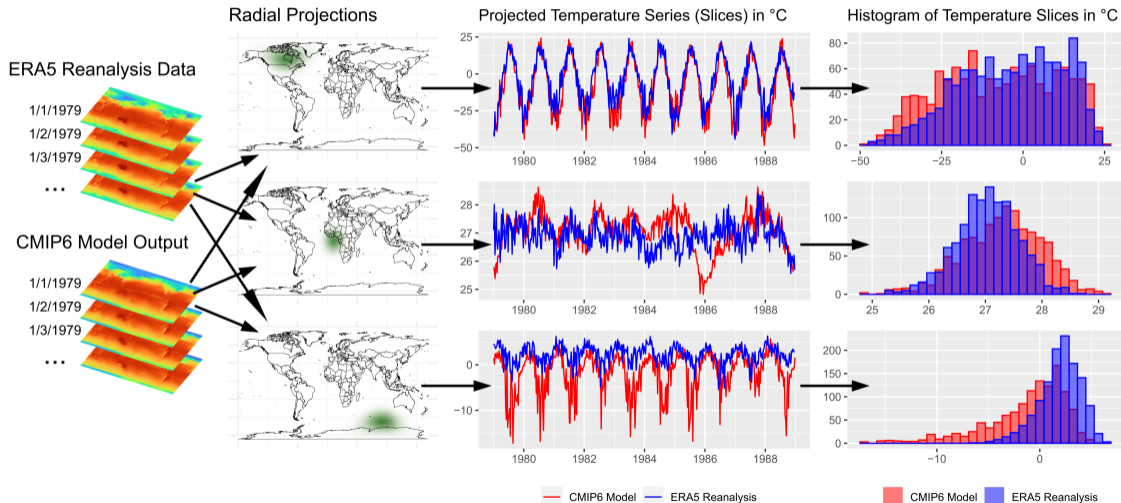 Radial Projections
Projected Temperature Series (Slices) in °C
Histogram of Temperature Slices in °C
ERA5 Reanalysis Data
1/1/1979
1/2/1979
1/3/1979
...
CMIP6 Model Output
1/1/1979
1/2/1979
1/3/1979
...
25
0
−25
−50
1980 1982 1984 1986 1988
80
60
40
20
0
−50 −25 0 25
28
27
26
25
1980 1982 1984 1986 1988
100
50
0
25 26 27 28 29
0
−10
1980 1982 1984 1986 1988
200
150
100
50
0
−10 0
CMIP6 Model ERA5 Reanalysis
CMIP6 Model ERA5 Reanalysis